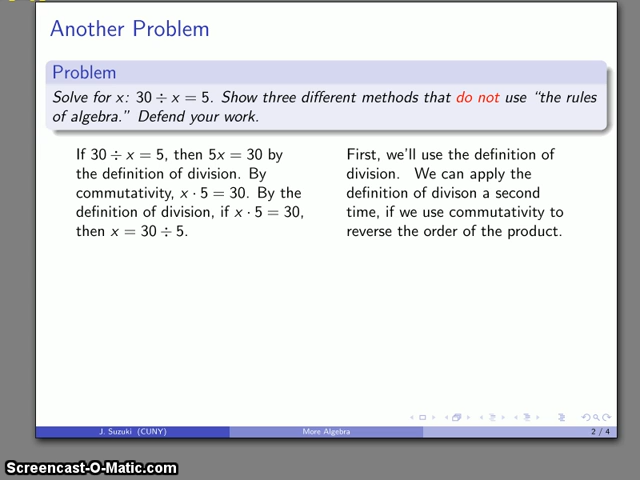 Another Problem
Problem
Solve for x: 30 ÷ x = 5. Show three different methods that do not use “the rules
of algebra.” Defend your work.
If 30 ÷ x = 5, then 5x = 30 by
the definition of division. By
commutativity, x · 5 = 30. By the
definition of division, if x · 5 = 30,
then x = 30 ÷ 5.
First, we'll use the definition of
division. We can apply the
definition of divison a second
time, if we use commutativity to
reverse the order of the product.
J. Suzuki (CUNY)
More Algebra
2 / 4
Screencast-O-Matic.com